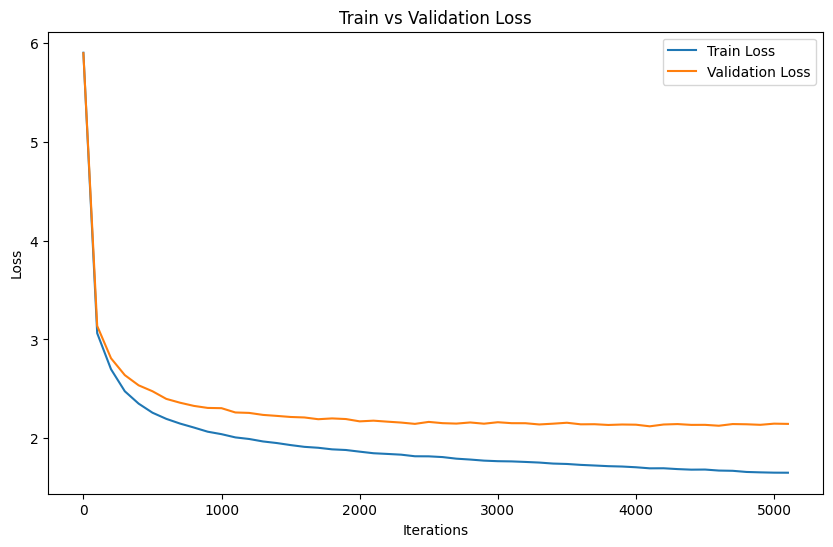 Train vs Validation Loss
Train Loss
Validation Loss
6
5
4
3
2
Loss
0
1000
2000
3000
4000
5000
Iterations